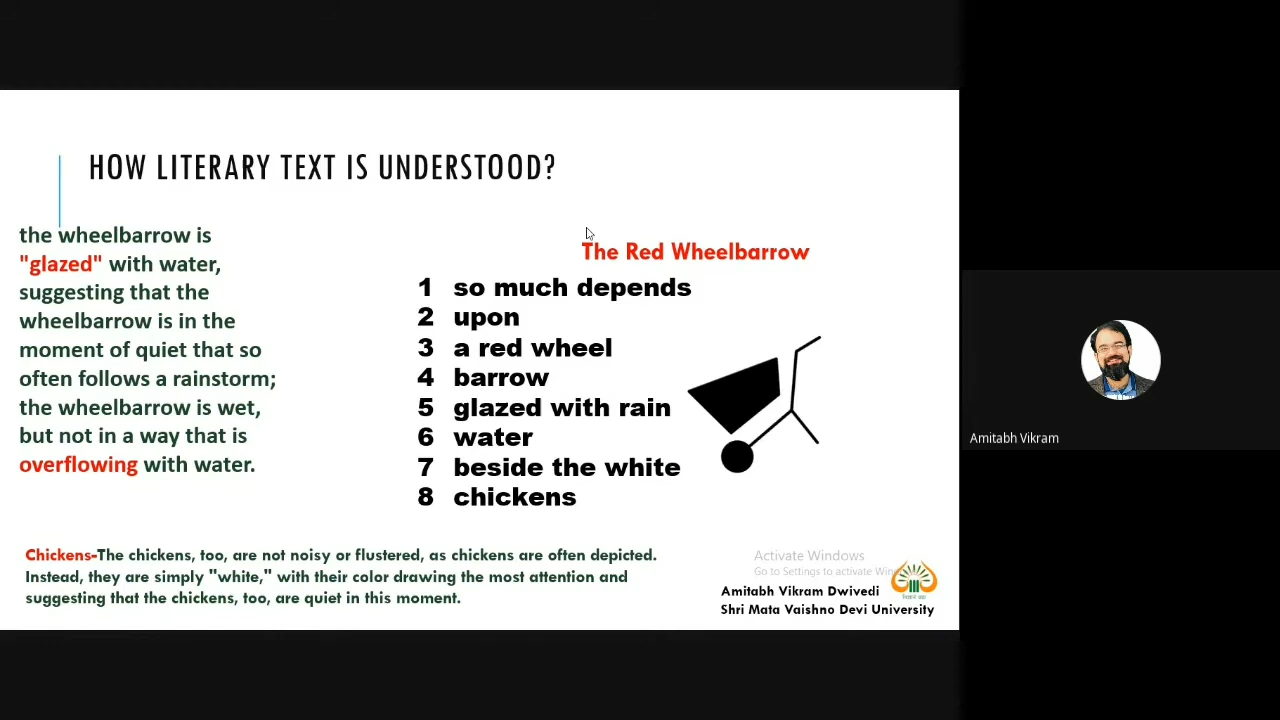 HOW LITERARY TEXT IS UNDERSTOOD?
the wheelbarrow is
"glazed" with water,
suggesting that the
wheelbarrow is in the
moment of quiet that so
often follows a rainstorm;
the wheelbarrow is wet,
but not in a way that is
overflowing with water.
The Red Wheelbarrow
1 so much depends
2 upon
3 a red wheel
4 barrow
5 glazed with rain
6 water
7 beside the white
8 chickens
Chickens-The chickens, too, are not noisy or flustered, as chickens are often depicted.
Instead, they are simply "white," with their color drawing the most attention and
suggesting that the chickens, too, are quiet in this moment.
Activate Windows
Go to Settings to activate
Amitabh Vikram Dwivedi
Shri Mata Vaishno Devi University
Amitabh Vikram